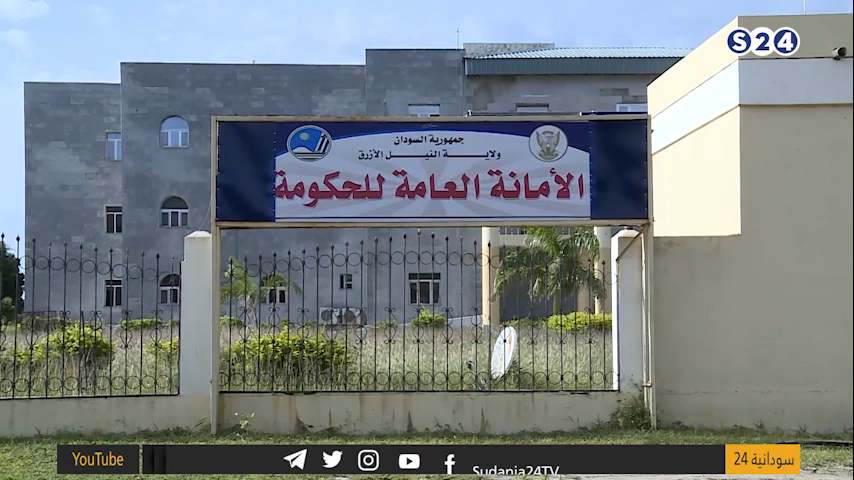 S24
جمهورية السودان
ولاية النيل الأزرق
الأمانة العامة للحكومة
YouTube
Sudania24TV
سودانية 24